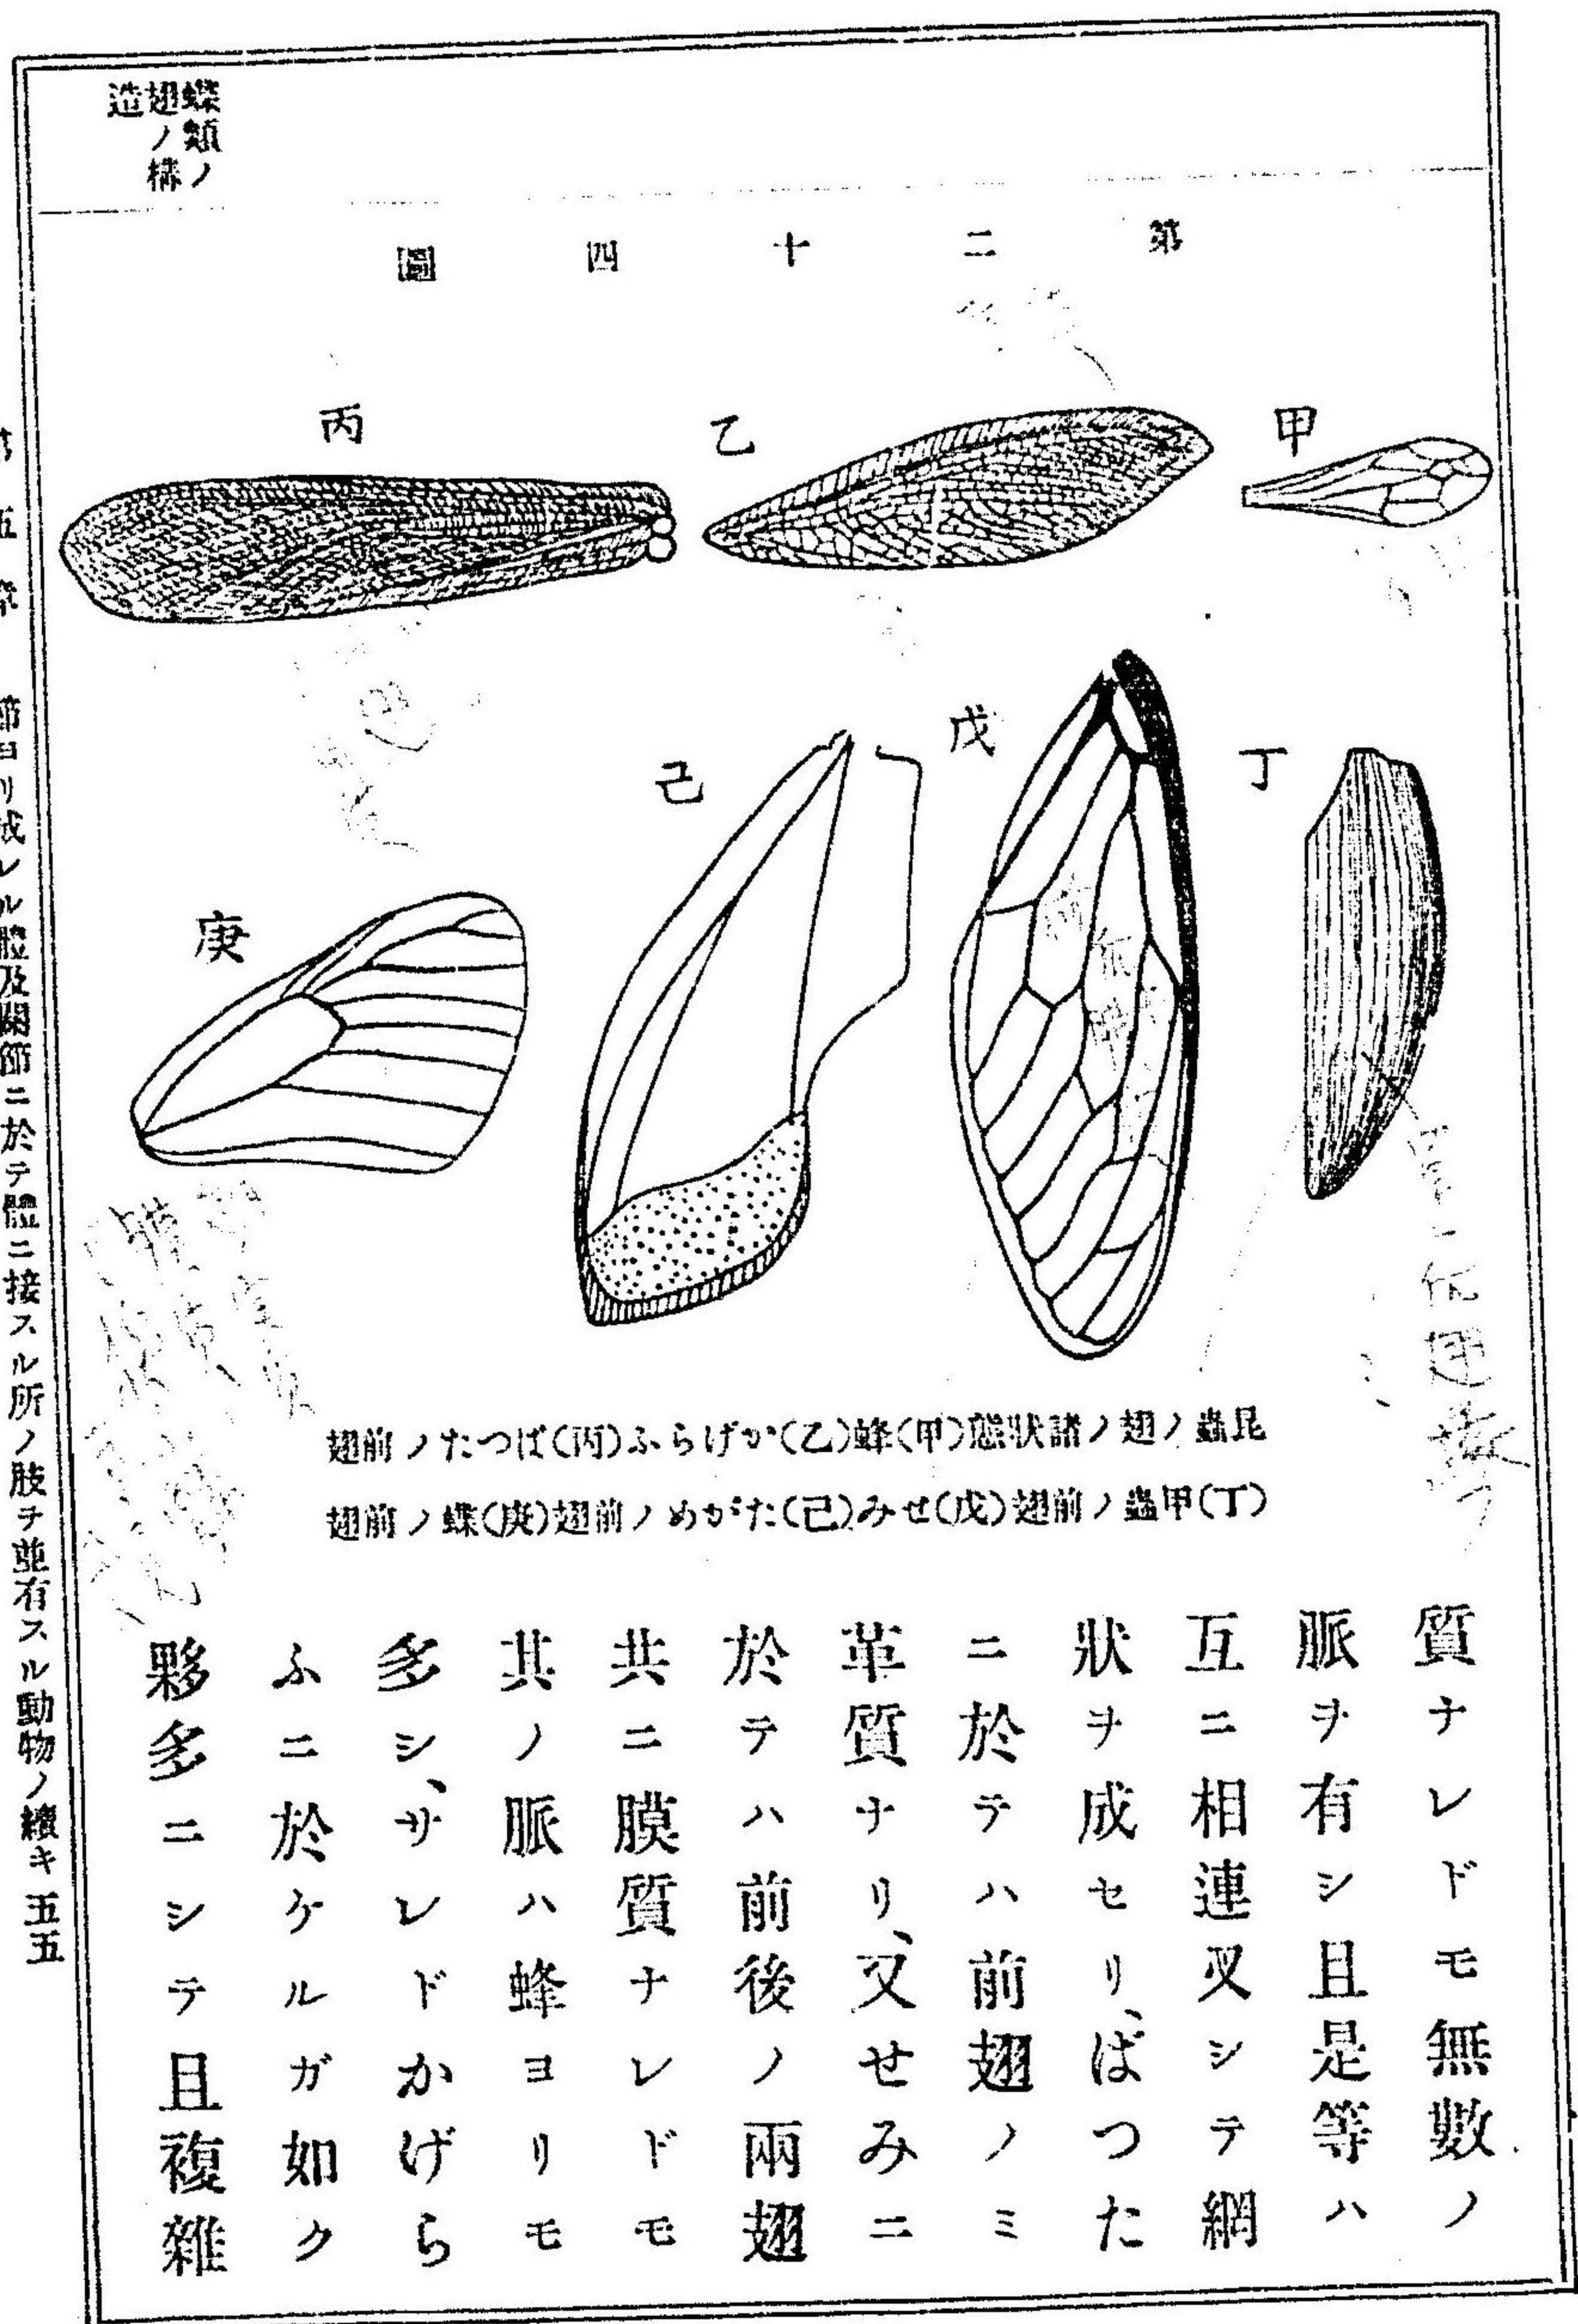 蝶類ノ
翅ノ構
造
第二十四圖
甲
乙
丙
丁
戊
己
庚
昆蟲ノ翅ノ諸狀態(甲)蜂(乙)かげらふ(丙)ばつたノ前翅
(丁)甲蟲ノ前翅(戊)せみ(己)たがめノ前翅(庚)蝶ノ前翅
質ナレドモ無數ノ
脈ヲ有シ且是等ハ
互ニ相連叉シテ網
狀ヲ成セリ、ばつた
ニ於テハ前翅ノミ
革質ナリ、又せみニ
於テハ前後ノ兩翅
共ニ膜質ナレドモ
其ノ脈ハ蜂ヨリモ
多シ、サレドかげら
ふニ於ケルガ如ク
夥多ニシテ且複雜
第五章 節ヨリ成レル體及關節ニ於テ體ニ接スル所ノ肢ヲ並有スル動物ノ續キ 五五